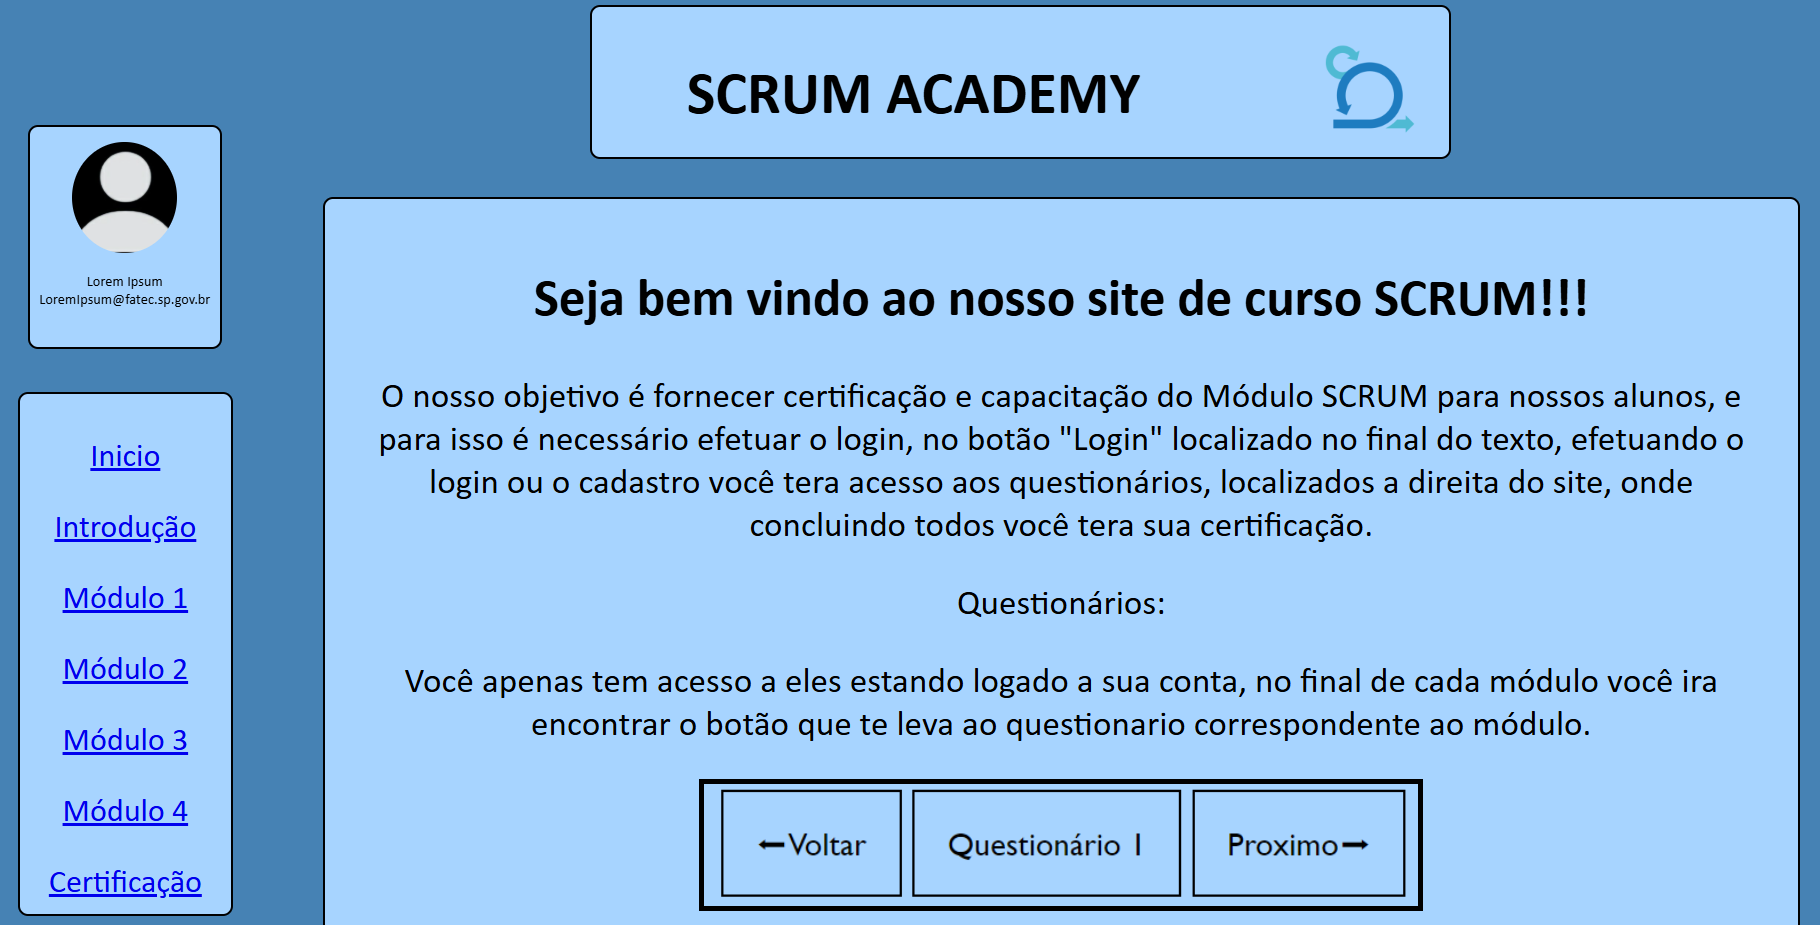 SCRUM ACADEMY
Lorem Ipsum
LoremIpsum@fatec.sp.gov.br
Inicio
Introdução
Módulo 1
Módulo 2
Módulo 3
Módulo 4
Certificação
Seja bem vindo ao nosso site de curso SCRUM!!!
O nosso objetivo é fornecer certificação e capacitação do Módulo SCRUM para nossos alunos, e
para isso é necessário efetuar o login, no botão "Login" localizado no final do texto, efetuando o
login ou o cadastro você tera acesso aos questionários, localizados a direita do site, onde
concluindo todos você tera sua certificação.
Questionários:
Você apenas tem acesso a eles estando logado a sua conta, no final de cada módulo você ira
encontrar o botão que te leva ao questionario correspondente ao módulo.
←Voltar
Questionário 1
Proximo→